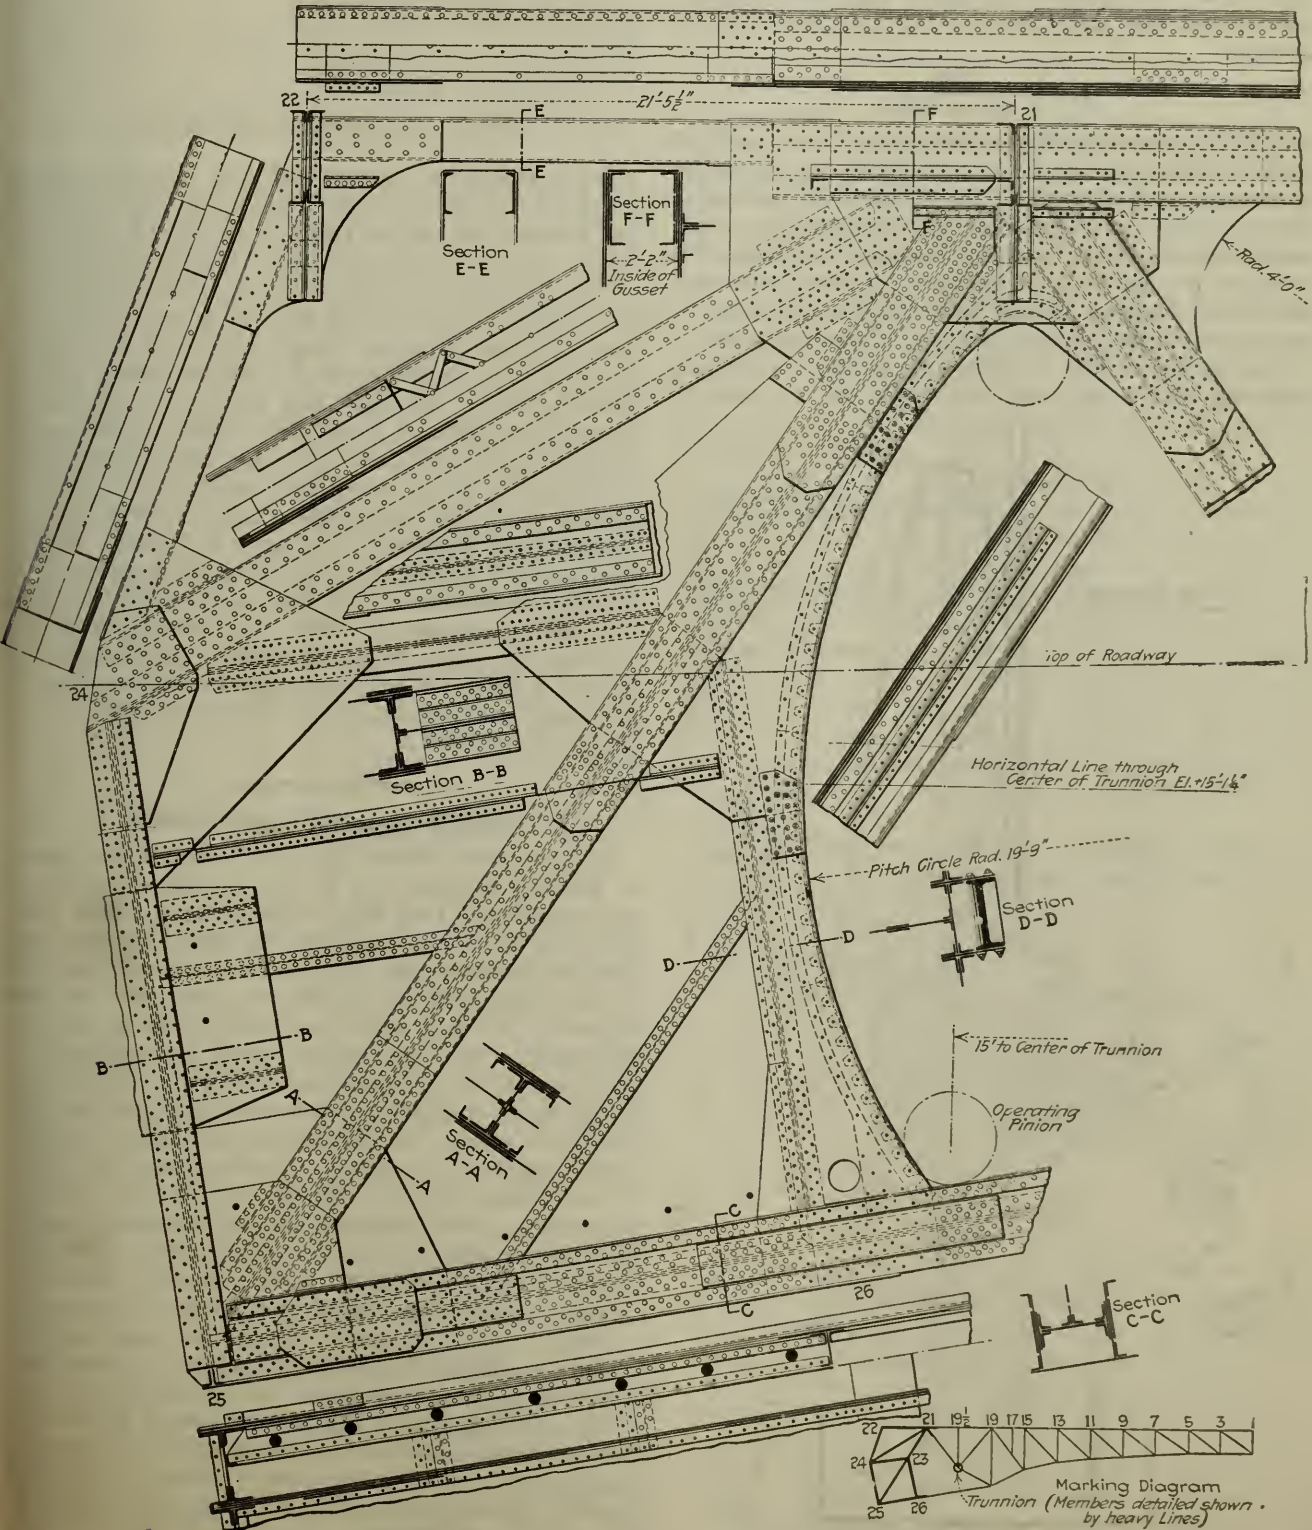 22
21'-5½"
21
E
F
E
F
Section
E-E
Section
F-F
2'-2"
Inside of
Gusset
Rad. 4'-0"
Top of Roadway
24
Section B-B
Horizontal Line through
Center of Trunnion El.+15'-1¼"
Pitch Circle Rad. 19'-9"
Section
D-D
D
D
B
B
15' to Center of Trunnion
A
Operating
Pinion
Section
A-A
A
C
C
26
Section
C-C
25
22 21 19½ 19 17 15 13 11 9 7 5 3 1
24 23
25 26
Marking Diagram
Trunnion (Members detailed shown
by heavy Lines)